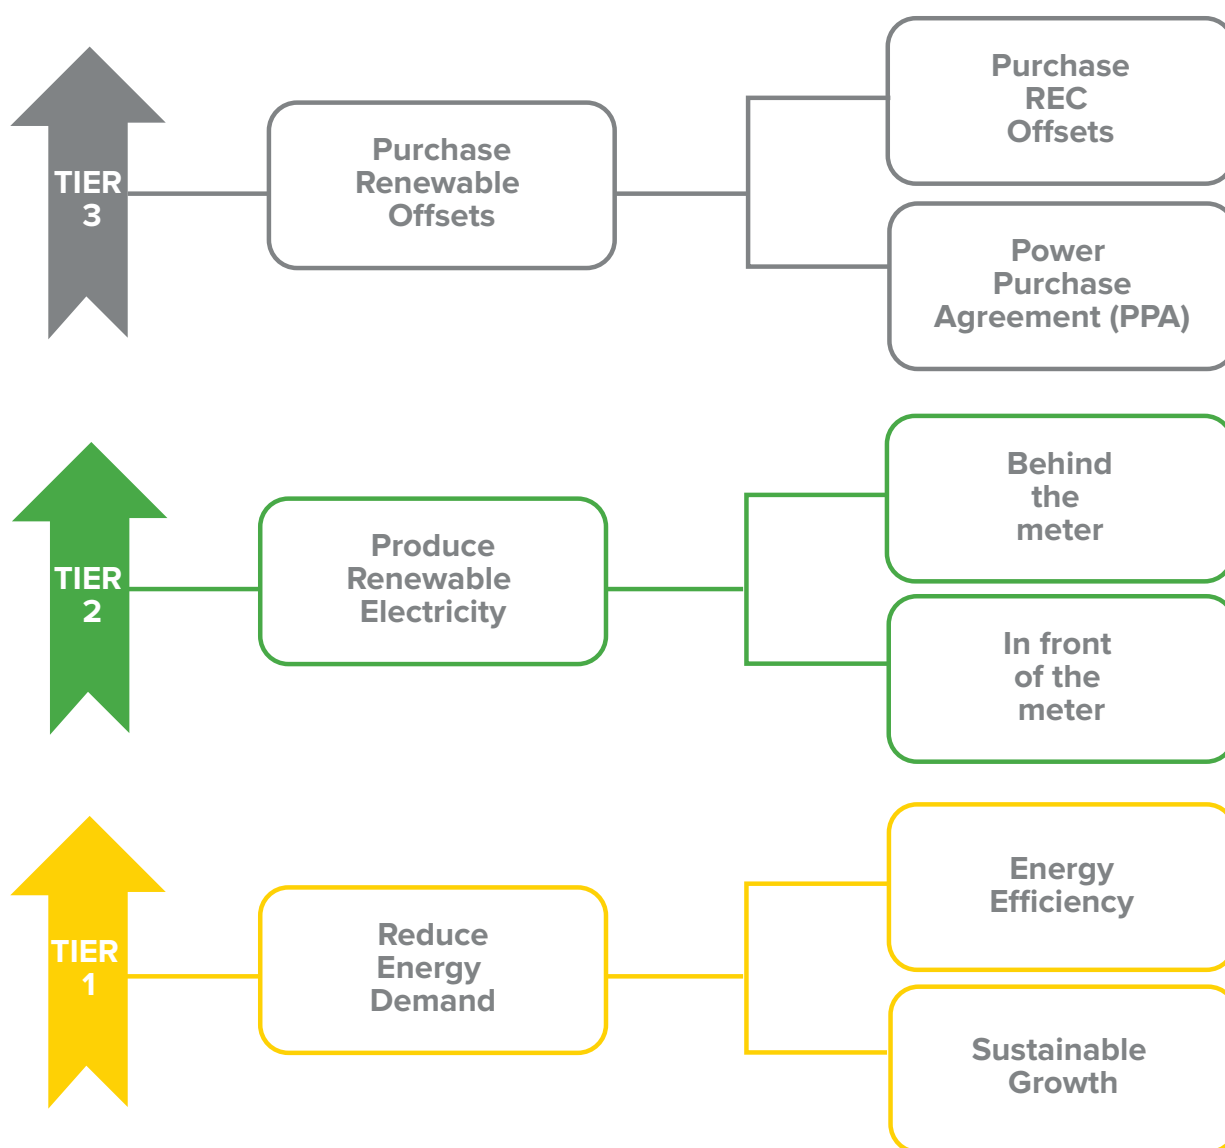 TIER
3
Purchase
Renewable
Offsets
Purchase
REC
Offsets
Power
Purchase
Agreement (PPA)
TIER
2
Produce
Renewable
Electricity
Behind
the
meter
In front
of the
meter
TIER
1
Reduce
Energy
Demand
Energy
Efficiency
Sustainable
Growth